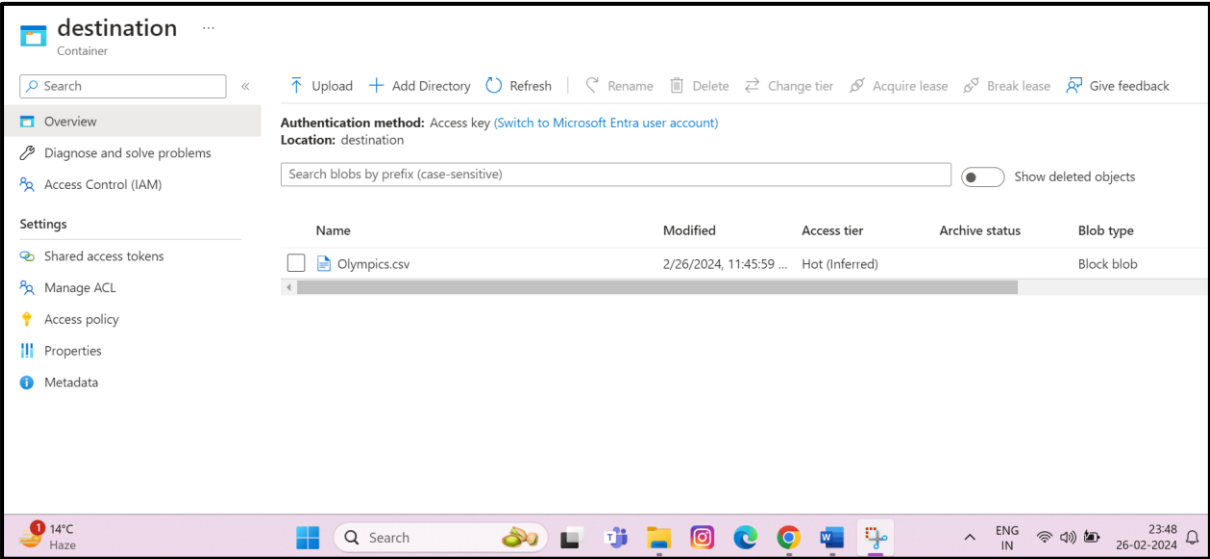 destination ...
Container
Search «
Upload Add Directory Refresh Rename Delete Change tier Acquire lease Break lease Give feedback
Overview
Diagnose and solve problems
Access Control (IAM)
Settings
Shared access tokens
Manage ACL
Access policy
Properties
Metadata
Authentication method: Access key (Switch to Microsoft Entra user account)
Location: destination
Search blobs by prefix (case-sensitive)
Show deleted objects
Name Modified Access tier Archive status Blob type
Olympics.csv 2/26/2024, 11:45:59 ... Hot (Inferred) Block blob
1
14°C
Haze
Search
ENG
IN
23:48
26-02-2024